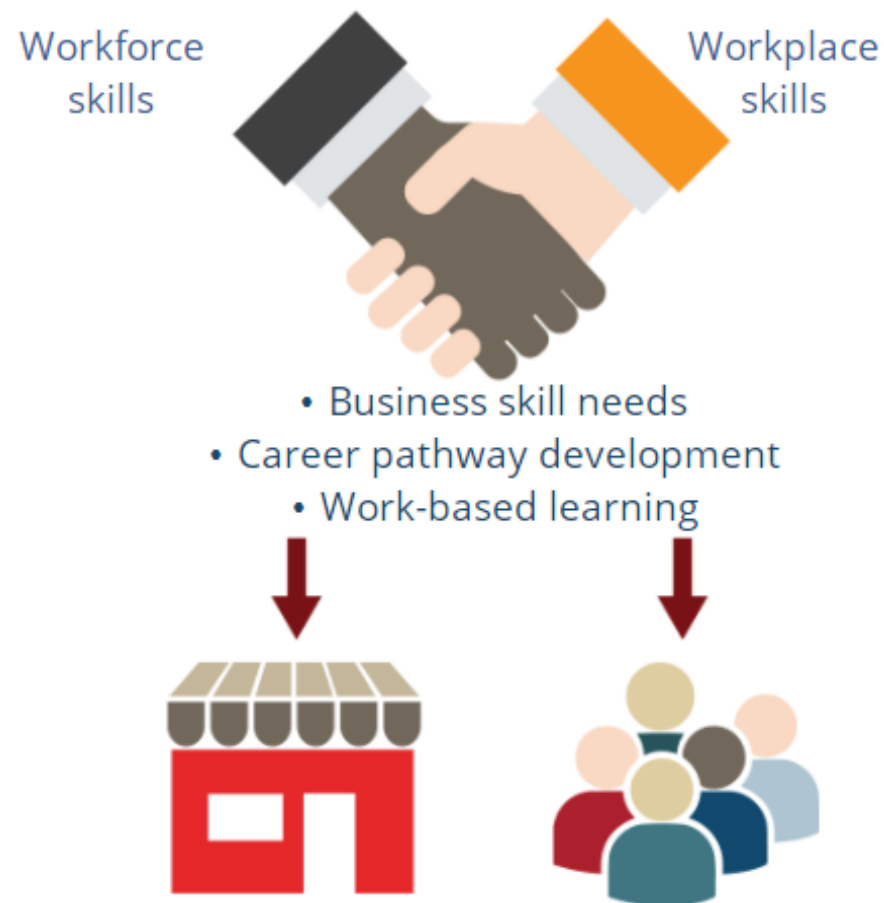 Workforce
skills
Workplace
skills
• Business skill needs
• Career pathway development
• Work-based learning